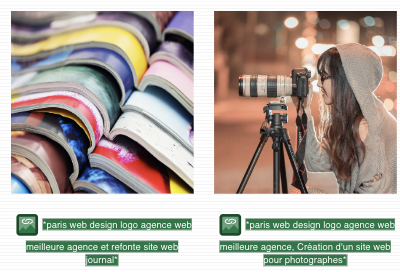 "paris web design logo agence web
meilleure agence et refonte site web
journal"
"paris web design logo agence web
meilleure agence, Création d'un site web
pour photographes"